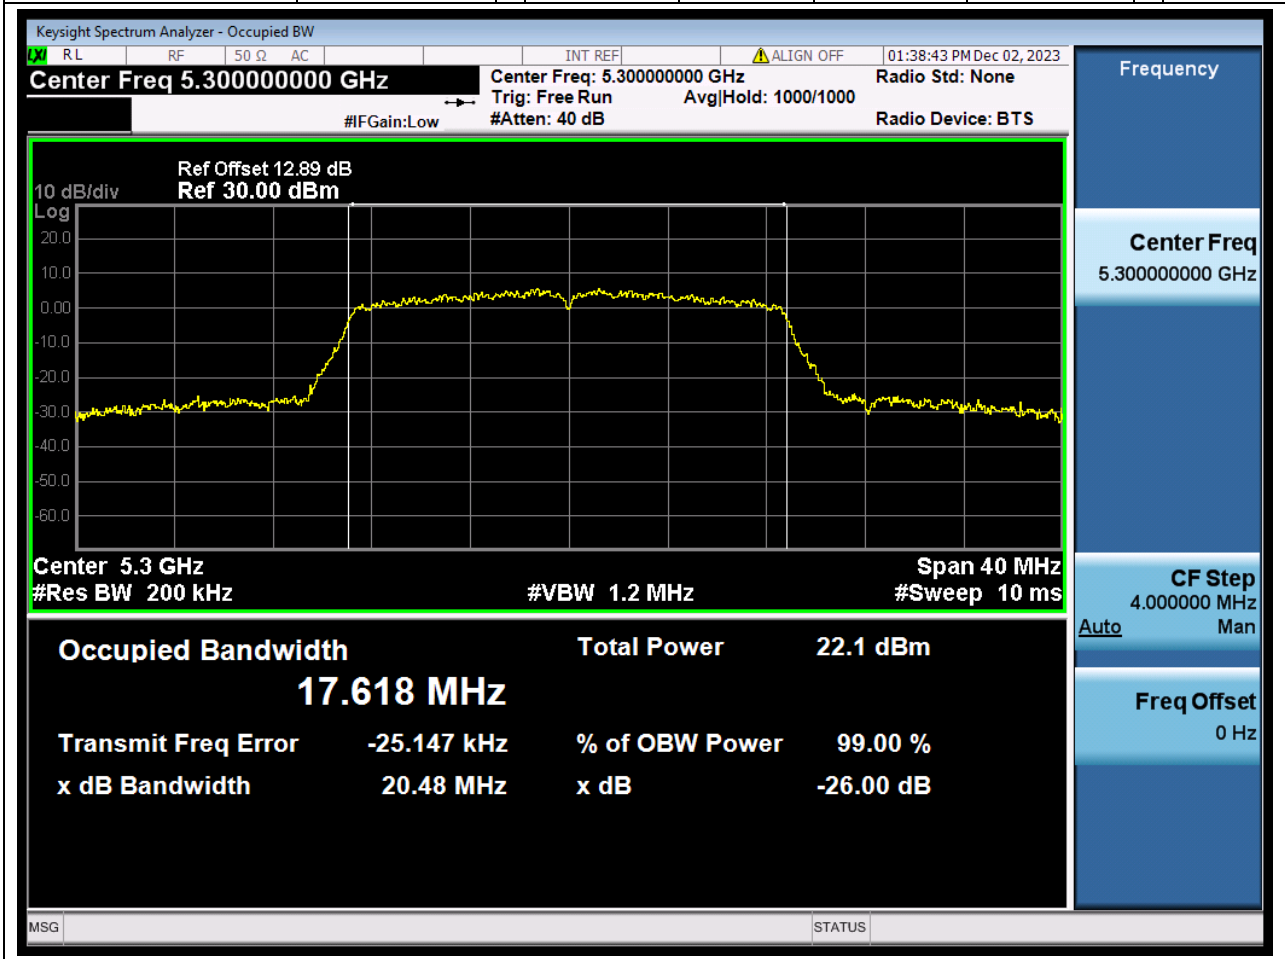 Keysight Spectrum Analyzer - Occupied BW
LXI RL RF 50 Ω AC INT REF ALIGN OFF 01:38:43 PM Dec 02, 2023
Center Freq 5.300000000 GHz
Center Freq: 5.300000000 GHz
Radio Std: None
Trig: Free Run Avg|Hold: 1000/1000
#IFGain:Low
#Atten: 40 dB
Radio Device: BTS
Ref Offset 12.89 dB
10 dB/div Ref 30.00 dBm
Log
20.0
10.0
0.00
-10.0
-20.0
-30.0
-40.0
-50.0
-60.0
Center 5.3 GHz Span 40 MHz
#Res BW 200 kHz #VBW 1.2 MHz #Sweep 10 ms
Occupied Bandwidth Total Power 22.1 dBm
17.618 MHz
Transmit Freq Error -25.147 kHz % of OBW Power 99.00 %
x dB Bandwidth 20.48 MHz x dB -26.00 dB
MSG STATUS
Frequency
Center Freq
5.300000000 GHz
CF Step
4.000000 MHz
Auto Man
Freq Offset
0 Hz